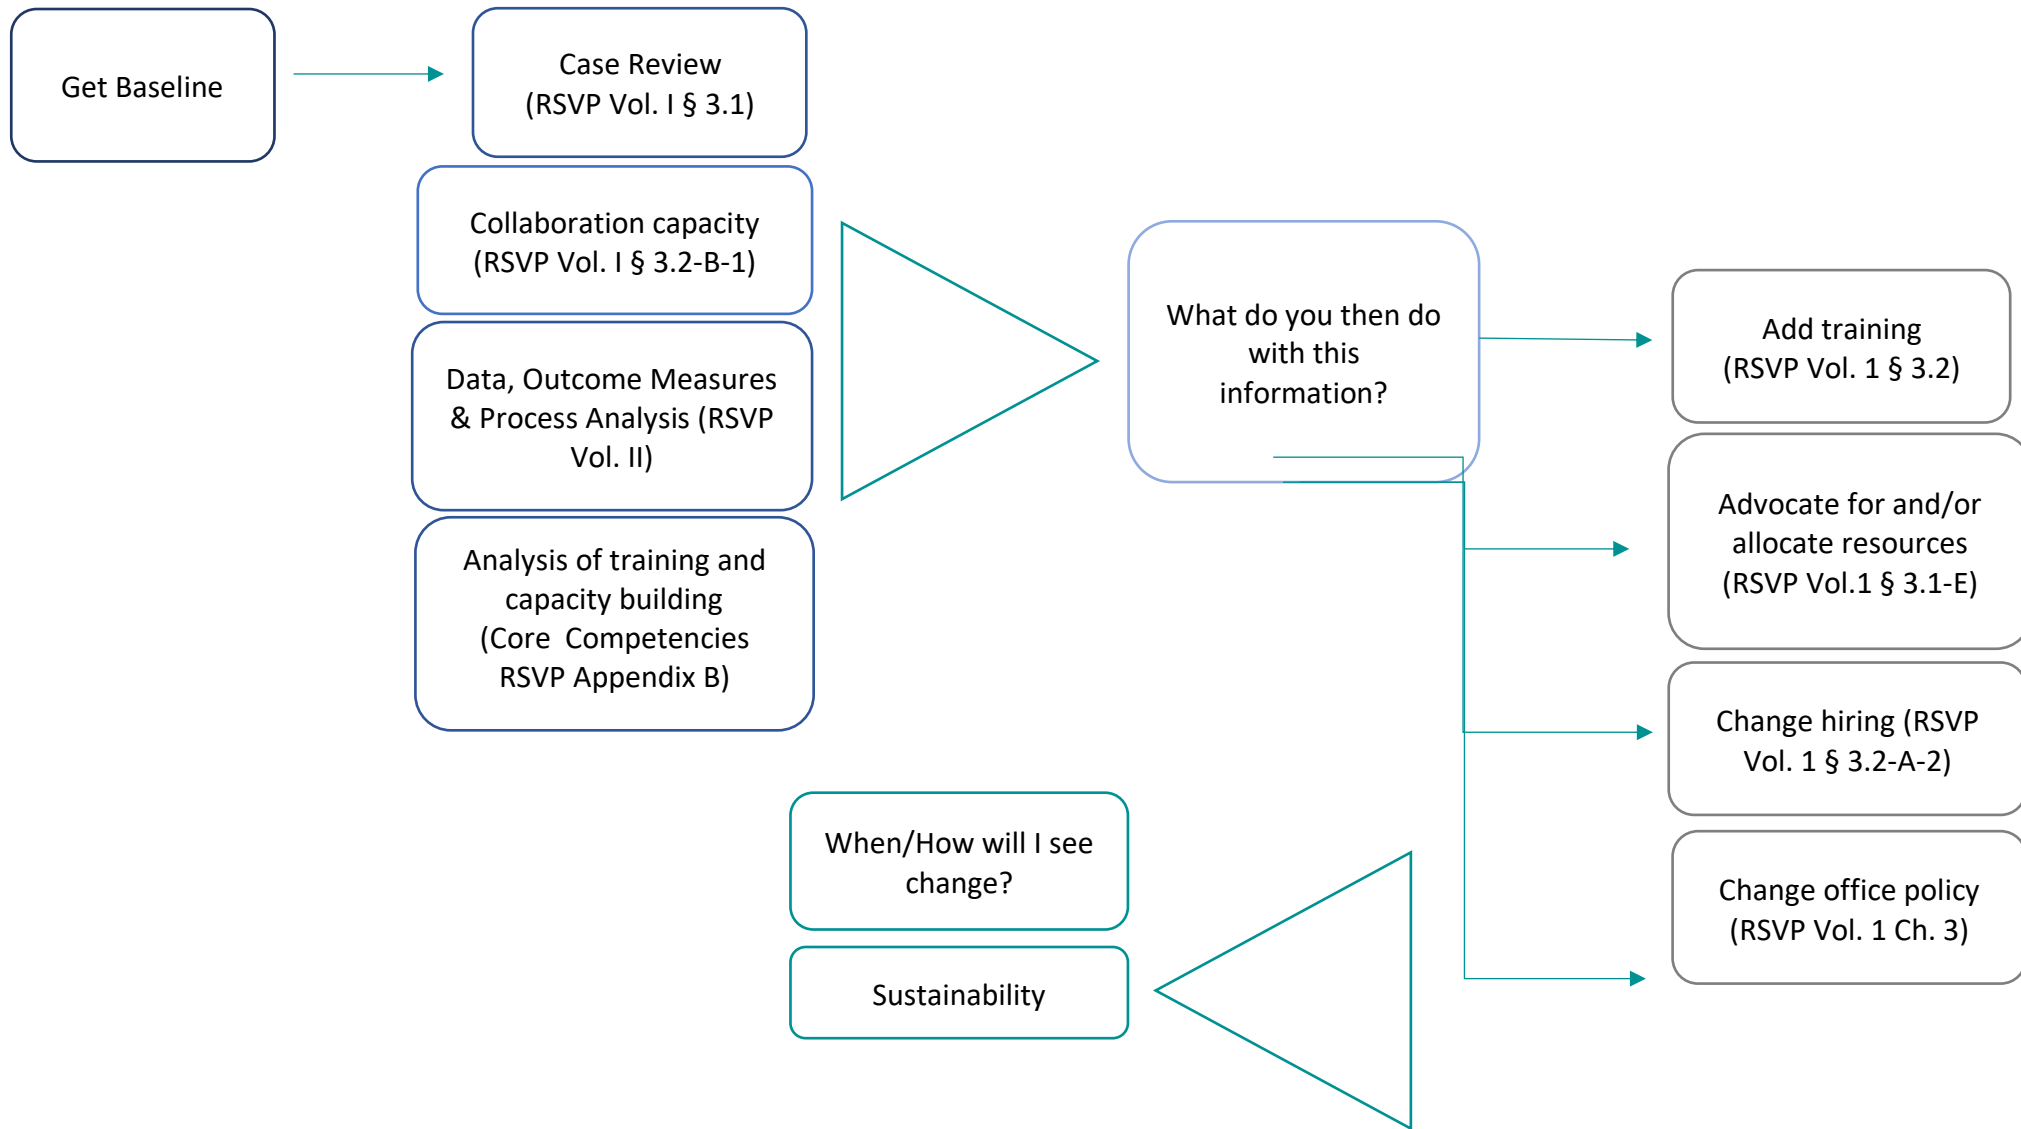 Get Baseline
Case Review
(RSVP Vol. I § 3.1)
Collaboration capacity
(RSVP Vol. I § 3.2-B-1)
Data, Outcome Measures
& Process Analysis (RSVP
Vol. II)
Analysis of training and
capacity building
(Core  Competencies
RSVP Appendix B)
What do you then do
with this
information?
Add training
(RSVP Vol. 1 § 3.2)
Advocate for and/or
allocate resources
(RSVP Vol.1 § 3.1-E)
Change hiring (RSVP
Vol. 1 § 3.2-A-2)
Change office policy
(RSVP Vol. 1 Ch. 3)
When/How will I see
change?
Sustainability